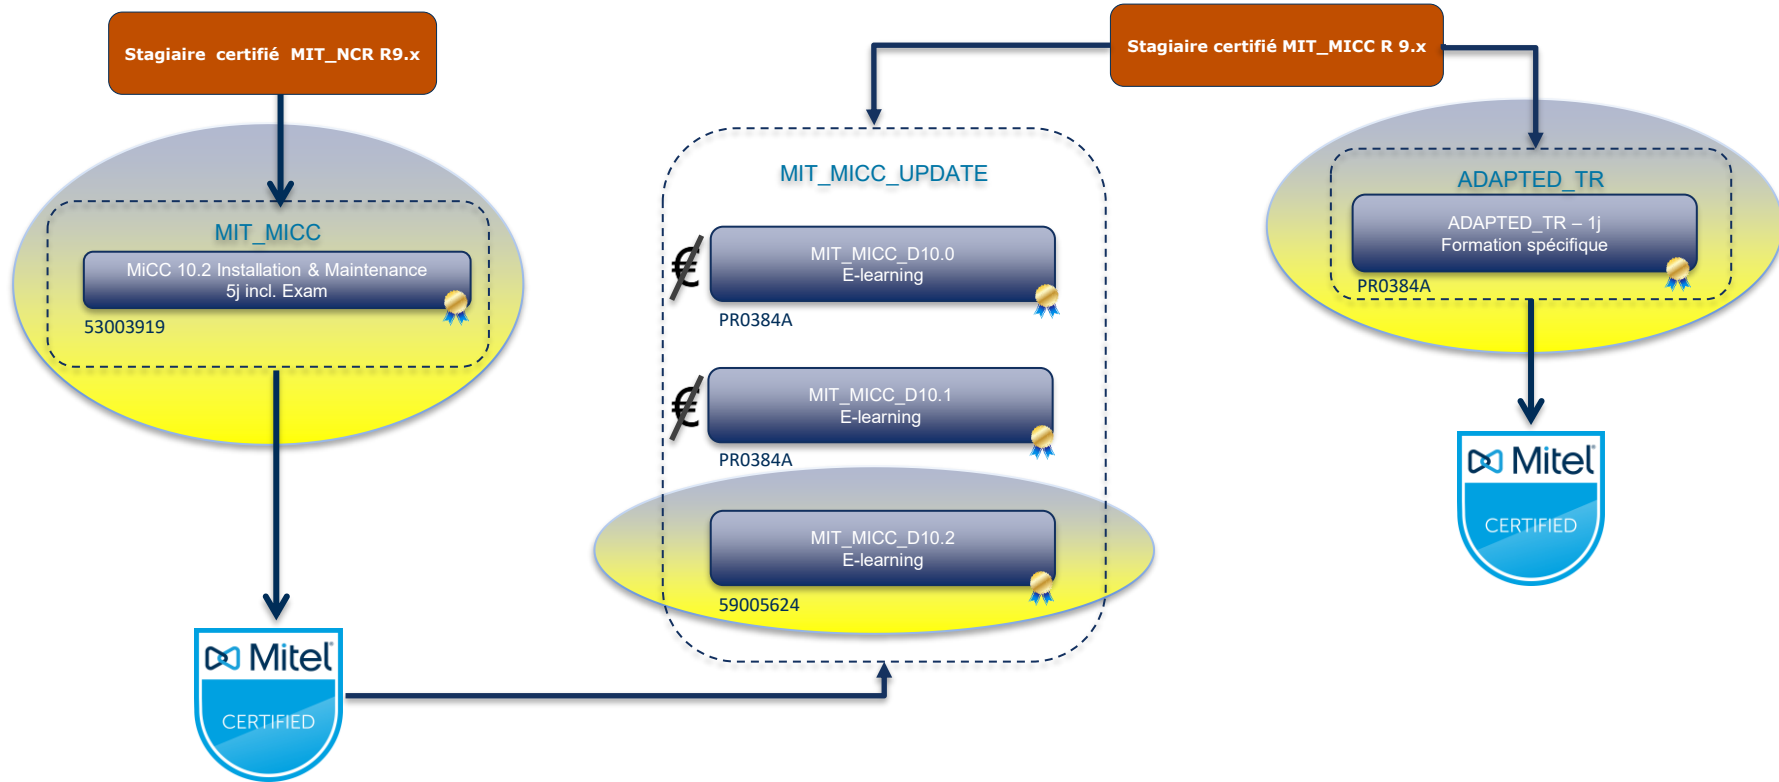 Stagiaire certifié MIT_NCR R9.x
MIT_MICC
MiCC 10.2 Installation & Maintenance
5j incl. Exam
53003919
Mitel
CERTIFIED
Stagiaire certifié MIT_MICC R 9.x
MIT_MICC_UPDATE
€
MIT_MICC_D10.0
E-learning
PR0384A
€
MIT_MICC_D10.1
E-learning
PR0384A
MIT_MICC_D10.2
E-learning
59005624
ADAPTED_TR
ADAPTED_TR – 1j
Formation spécifique
PR0384A
Mitel
CERTIFIED